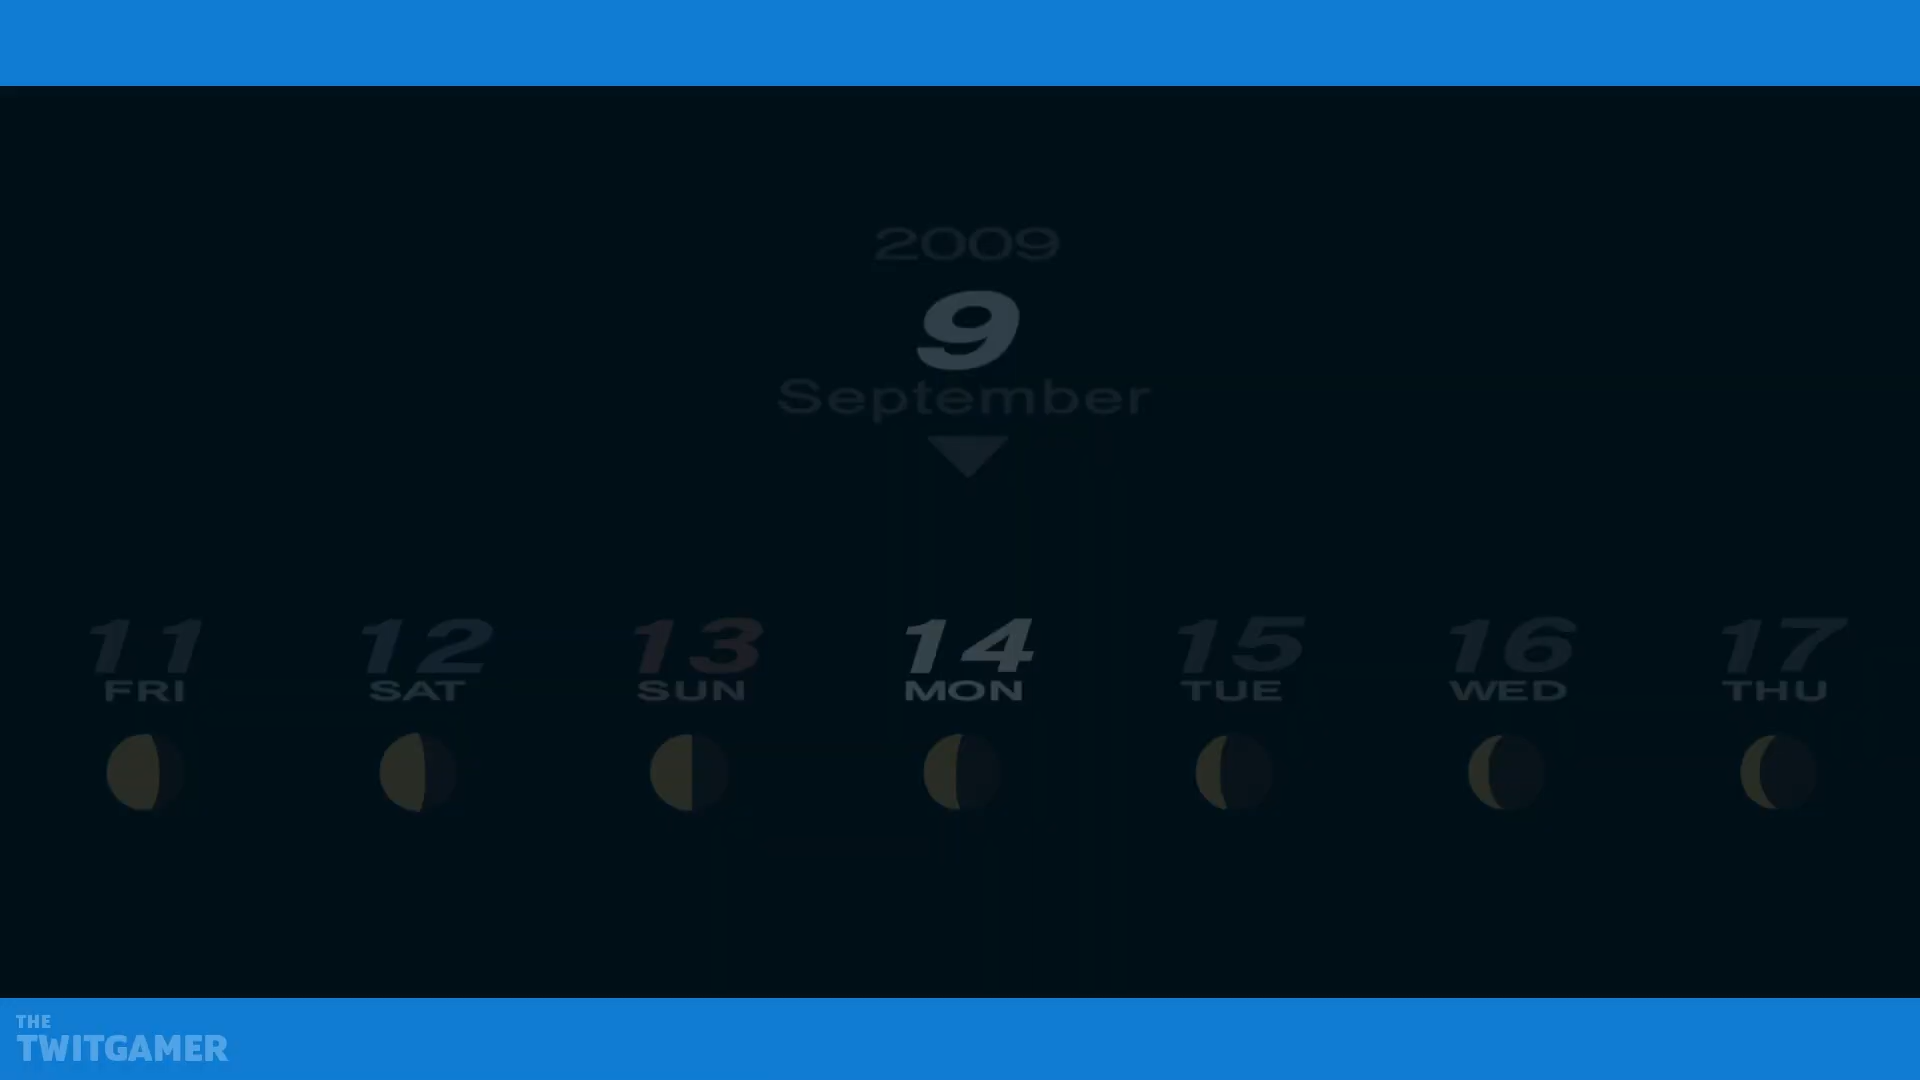 2009
9
September
11 12 13 14 15 16 17
FRI SAT SUN MON TUE WED THU
THE
TWITGAMER